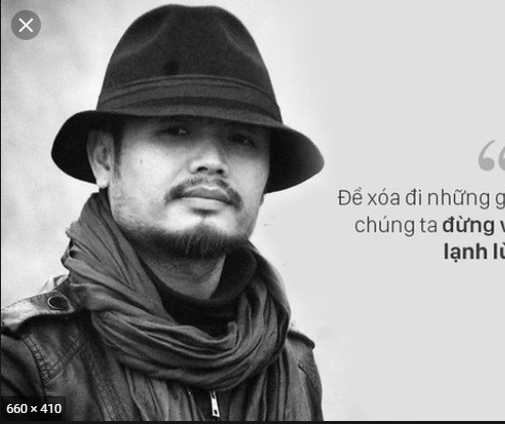 “
Để xóa đi những
chúng ta đừng
lạnh
660 × 410